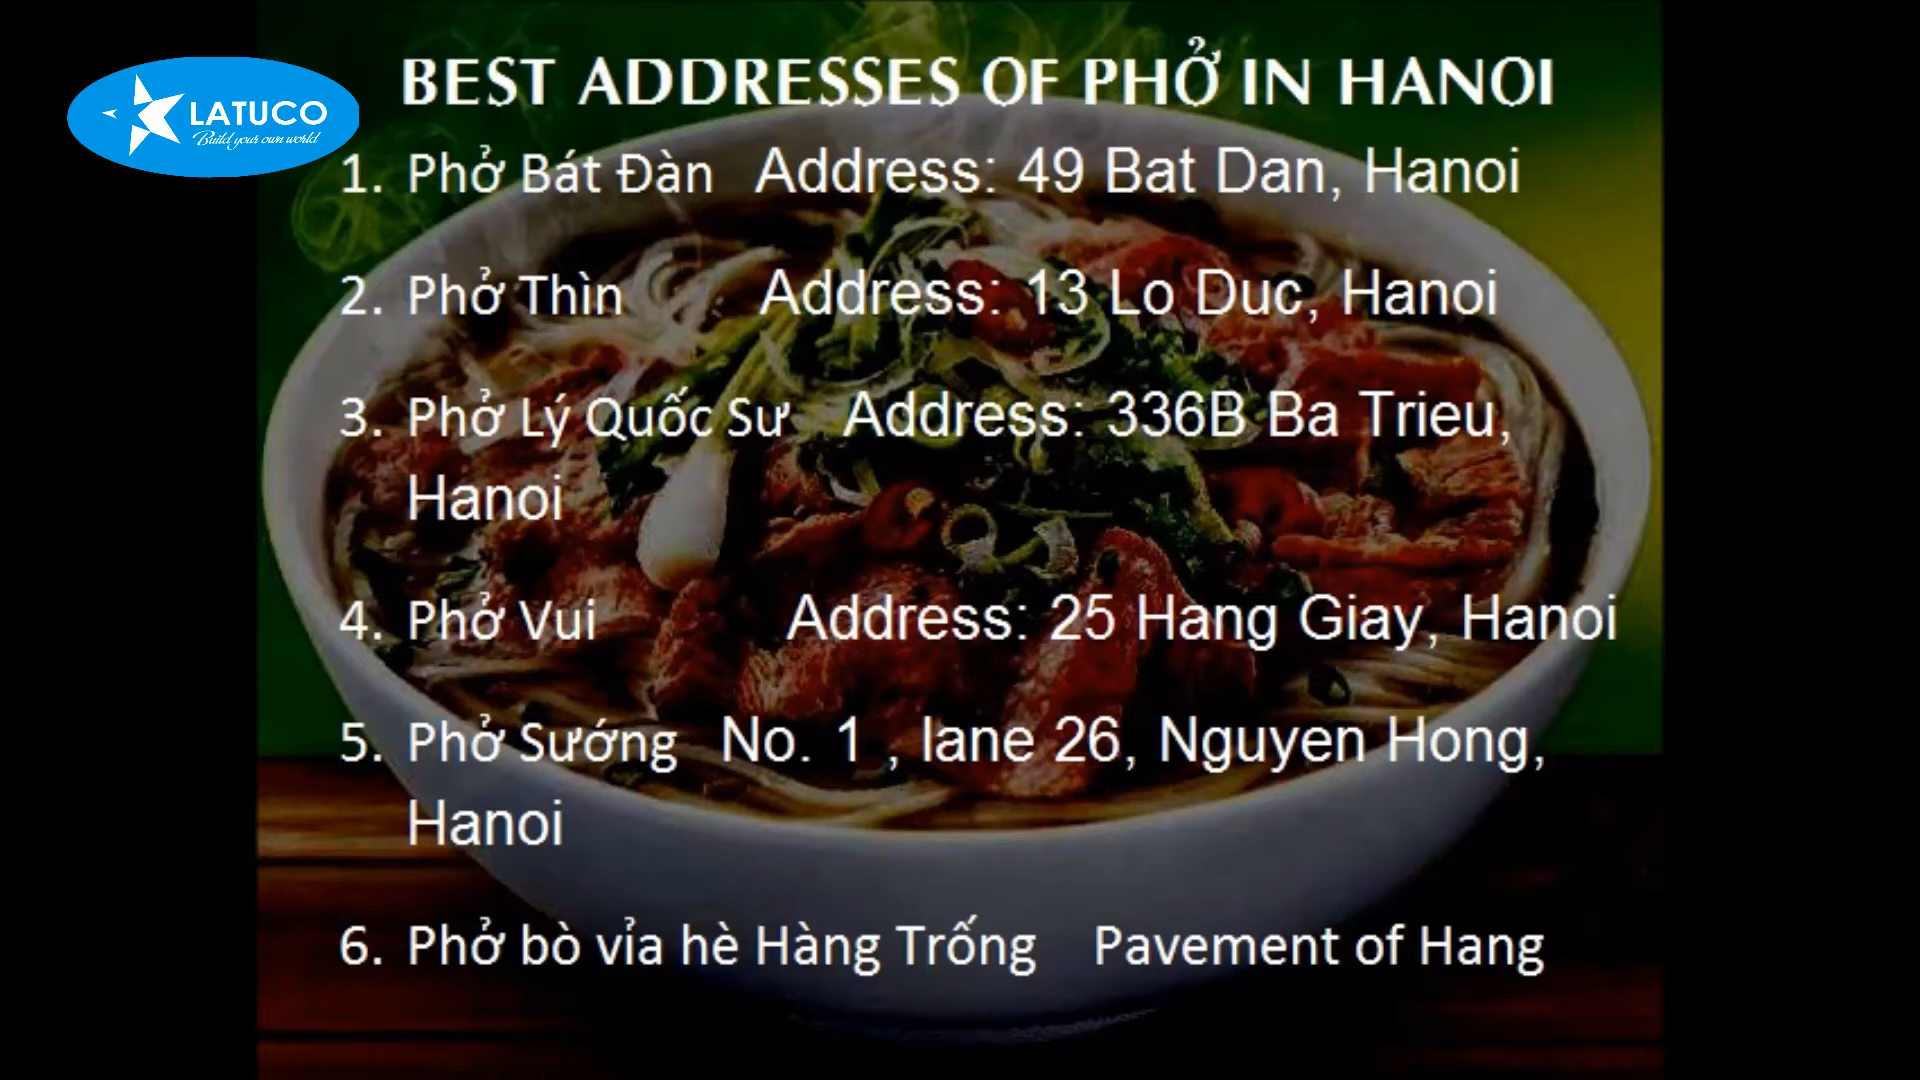 BEST ADDRESSES OF PHỞ IN HANOI
LATUCO
Build your own world
1. Phở Bát Đàn Address: 49 Bat Dan, Hanoi
2. Phở Thìn Address: 13 Lo Duc, Hanoi
3. Phở Lý Quốc Sư Address: 336B Ba Trieu,
Hanoi
4. Phở Vui Address: 25 Hang Giay, Hanoi
5. Phở Sướng No. 1 , lane 26, Nguyen Hong,
Hanoi
6. Phở bò vỉa hè Hàng Trống Pavement of Hang